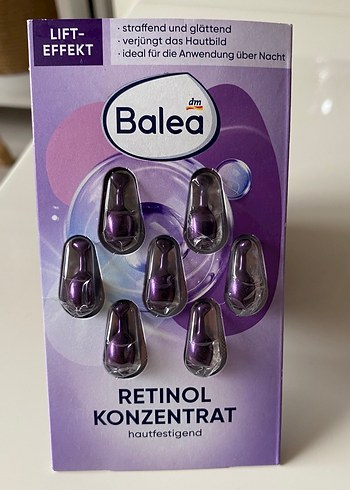 LIFT-
EFFEKT
· straffend und glättend
· verjüngt das Hautbild
· ideal für die Anwendung über Nacht
dm
Balea
RETINOL
KONZENTRAT
hautfestigend